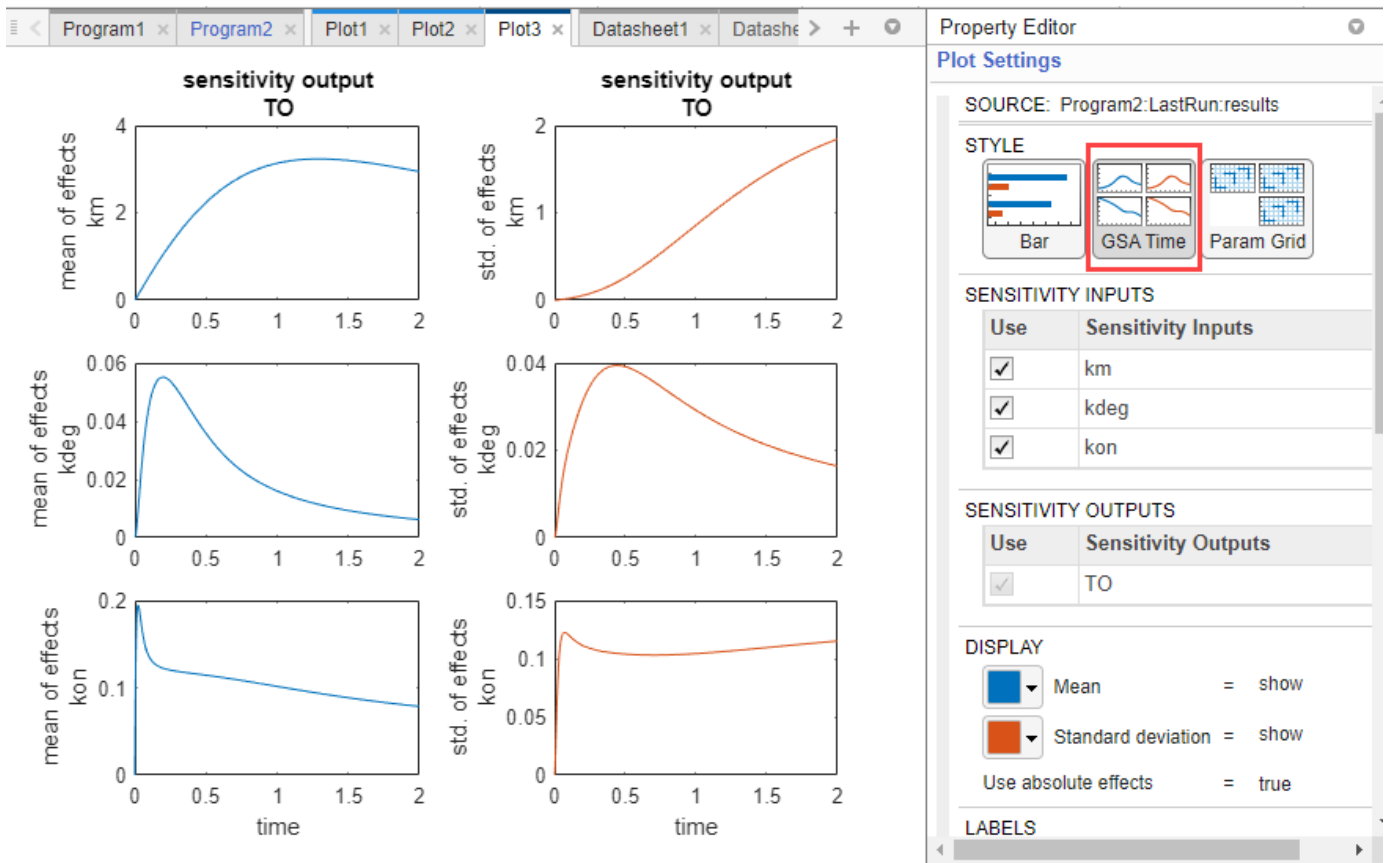 Program1 × Program2 × Plot1 × Plot2 × Plot3 × Datasheet1 × Datashe
sensitivity output
TO
sensitivity output
TO
mean of effects
km
4
2
0
0 0.5 1 1.5 2
std. of effects
km
2
1
0
0 0.5 1 1.5 2
mean of effects
kdeg
0.06
0.04
0.02
0
0 0.5 1 1.5 2
std. of effects
kdeg
0.04
0.02
0
0 0.5 1 1.5 2
mean of effects
kon
0.2
0.1
0
0 0.5 1 1.5 2
time
std. of effects
kon
0.15
0.1
0.05
0
0 0.5 1 1.5 2
time
Property Editor
Plot Settings
SOURCE: Program2:LastRun:results
STYLE
Bar GSA Time Param Grid
SENSITIVITY INPUTS
Use Sensitivity Inputs
km
kdeg
kon
SENSITIVITY OUTPUTS
Use Sensitivity Outputs
TO
DISPLAY
Mean = show
Standard deviation = show
Use absolute effects = true
LABELS